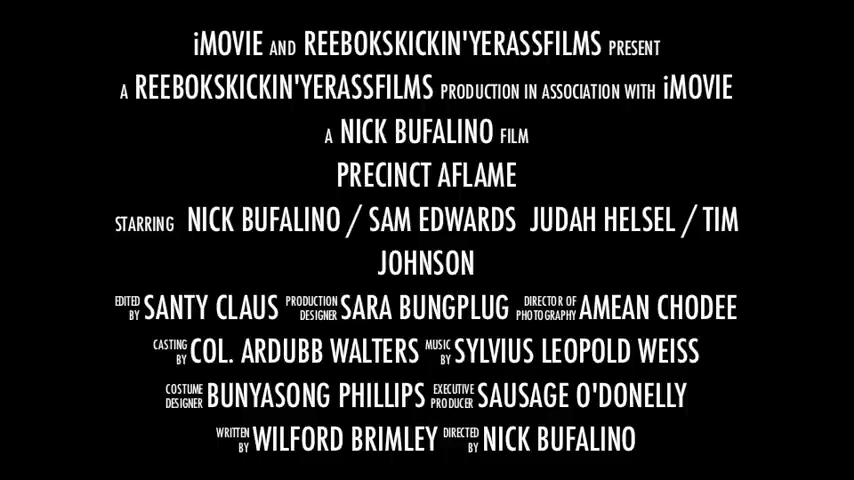 iMOVIE AND REEBOKSKICKIN'YERASSFILMS PRESENT
A REEBOKSKICKIN'YERASSFILMS PRODUCTION IN ASSOCIATION WITH iMOVIE
A NICK BUFALINO FILM
PRECINCT AFLAME
STARRING NICK BUFALINO / SAM EDWARDS JUDAH HELSEL / TIM
JOHNSON
EDITED BY SANTY CLAUS PRODUCTION DESIGNER SARA BUNGPLUG DIRECTOR OF PHOTOGRAPHY AMEAN CHODEE
CASTING BY COL. ARDUBB WALTERS MUSIC BY SYLVIUS LEOPOLD WEISS
COSTUME DESIGNER BUNYASONG PHILLIPS EXECUTIVE PRODUCER SAUSAGE O'DONELLY
WRITTEN BY WILFORD BRIMLEY DIRECTED BY NICK BUFALINO